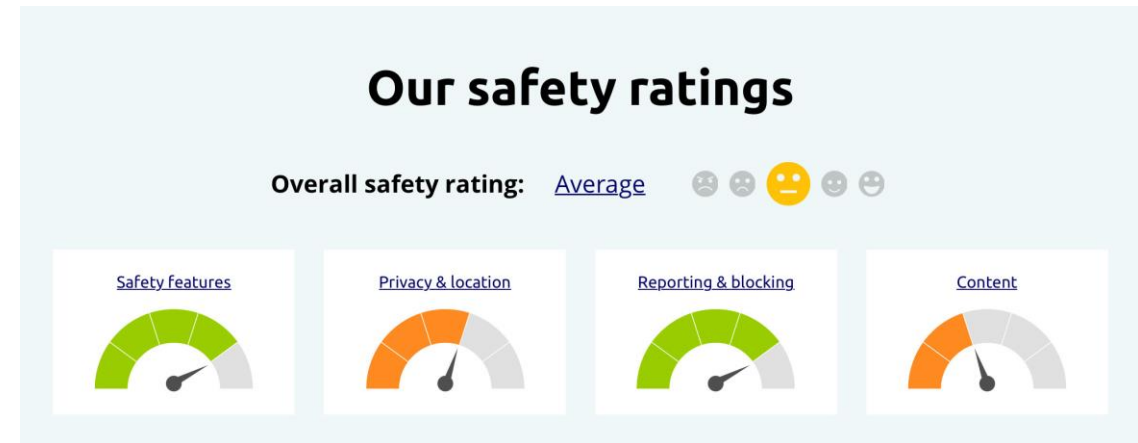 Our safety ratings
Overall safety rating: Average
Safety features
Privacy & location
Reporting & blocking
Content